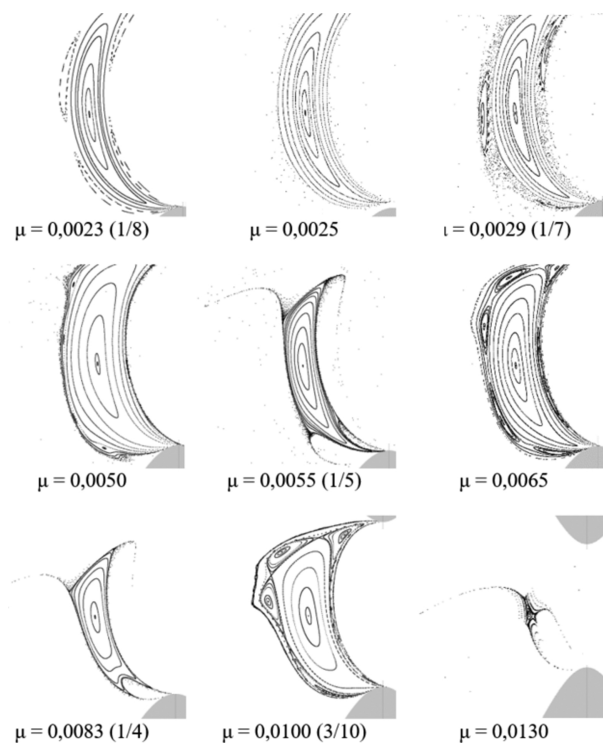 μ = 0,0023 (1/8) μ = 0,0025 ι = 0,0029 (1/7)
μ = 0,0050 μ = 0,0055 (1/5) μ = 0,0065
μ = 0,0083 (1/4) μ = 0,0100 (3/10) μ = 0,0130